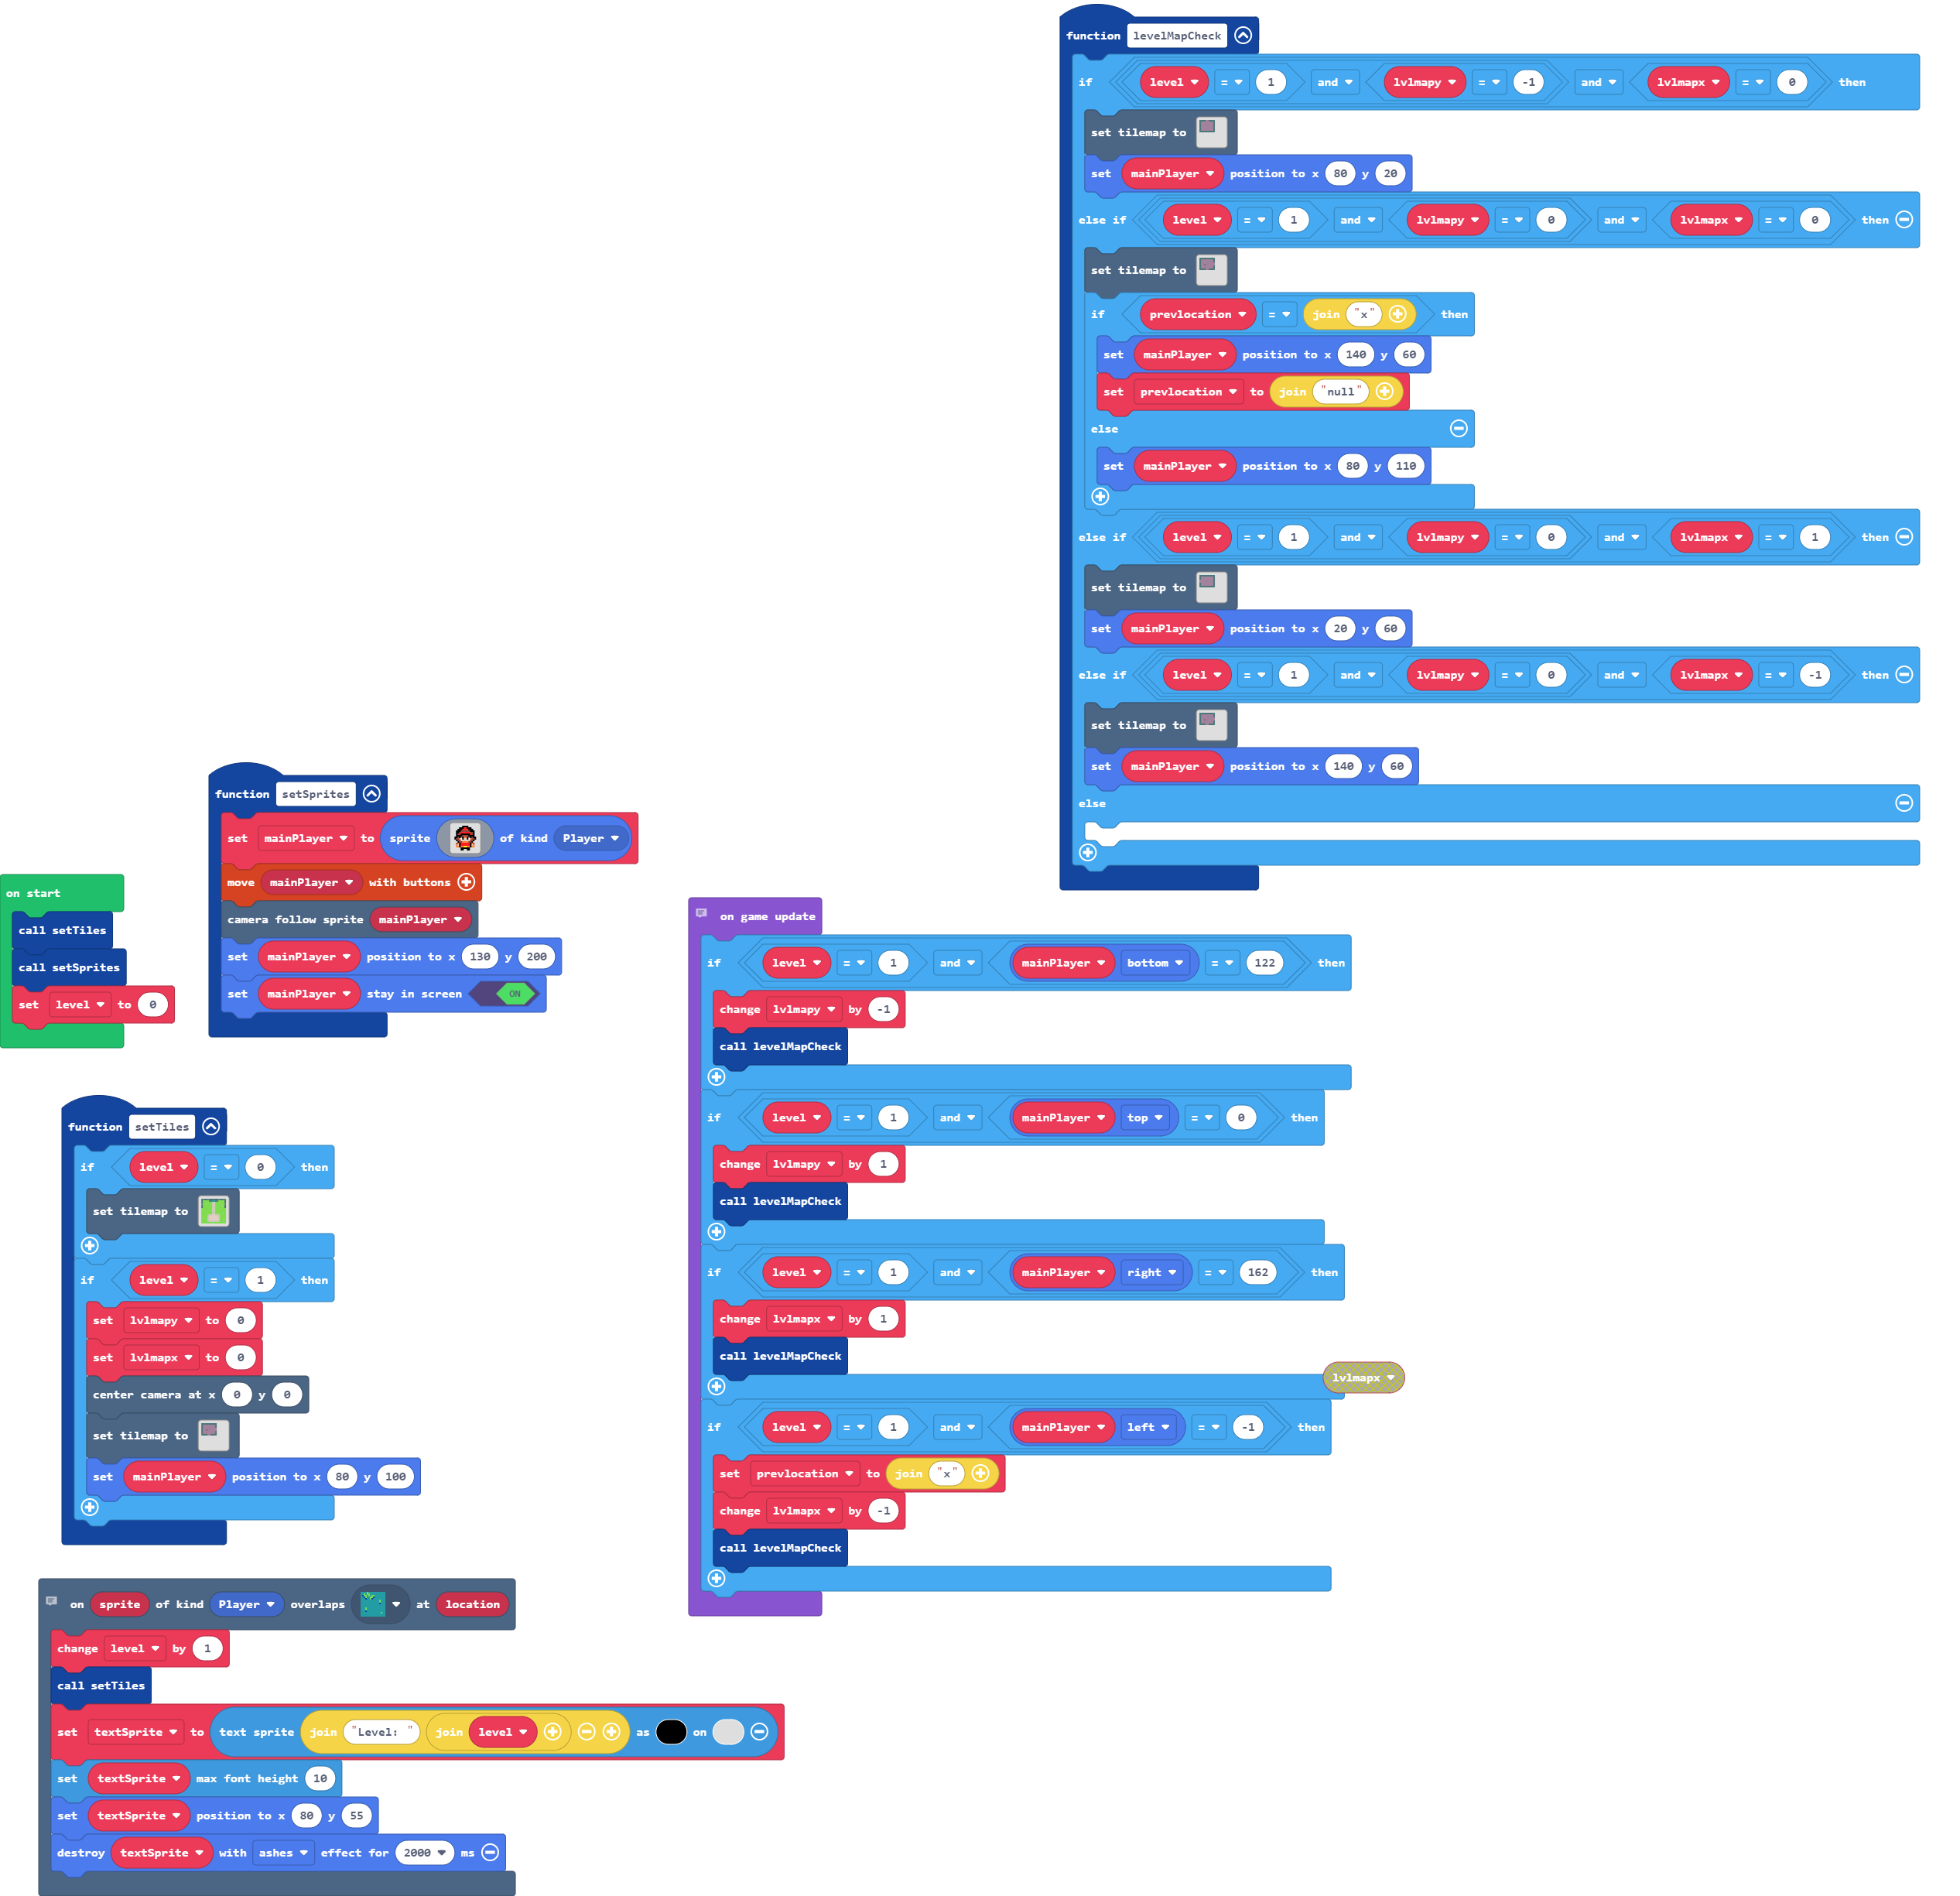 function levelMapCheck
if level = 1 and lvlmapy = -1 and lvlmapx = 0 then
set tilemap to
set mainPlayer position to x 80 y 20
else if level = 1 and lvlmapy = 0 and lvlmapx = 0 then
set tilemap to
if prevlocation = join "x" then
set mainPlayer position to x 140 y 60
set prevlocation to join "null"
else
set mainPlayer position to x 80 y 110
else if level = 1 and lvlmapy = 0 and lvlmapx = 1 then
set tilemap to
set mainPlayer position to x 20 y 60
else if level = 1 and lvlmapy = 0 and lvlmapx = -1 then
set tilemap to
set mainPlayer position to x 140 y 60
else
function setSprites
set mainPlayer to sprite of kind Player
move mainPlayer with buttons
camera follow sprite mainPlayer
set mainPlayer position to x 130 y 200
set mainPlayer stay in screen ON
on start
call setTiles
call setSprites
set level to 0
on game update
if level = 1 and mainPlayer bottom = 122 then
change lvlmapy by -1
call levelMapCheck
if level = 1 and mainPlayer top = 0 then
change lvlmapy by 1
call levelMapCheck
if level = 1 and mainPlayer right = 162 then
change lvlmapx by 1
call levelMapCheck
lvlmapx
if level = 1 and mainPlayer left = -1 then
set prevlocation to join "x"
change lvlmapx by -1
call levelMapCheck
function setTiles
if level = 0 then
set tilemap to
if level = 1 then
set lvlmapy to 0
set lvlmapx to 0
center camera at x 0 y 0
set tilemap to
set mainPlayer position to x 80 y 100
on sprite of kind Player overlaps at location
change level by 1
call setTiles
set textSprite to text sprite join "Level: " join level as on
set textSprite max font height 10
set textSprite position to x 80 y 55
destroy textSprite with ashes effect for 2000 ms